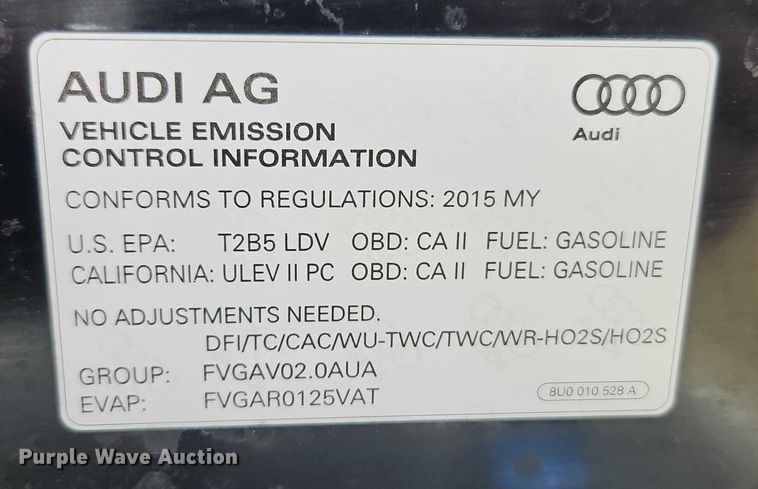 AUDI AG
Audi
VEHICLE EMISSION
CONTROL INFORMATION
CONFORMS TO REGULATIONS: 2015 MY
U.S. EPA: T2B5 LDV OBD: CA II FUEL: GASOLINE
CALIFORNIA: ULEV II PC OBD: CA II FUEL: GASOLINE
NO ADJUSTMENTS NEEDED.
DFI/TC/CAC/WU-TWC/TWC/WR-HO2S/HO2S
GROUP: FVGAV02.0AUA
EVAP: FVGAR0125VAT
8U0 010 528 A
Purple Wave Auction